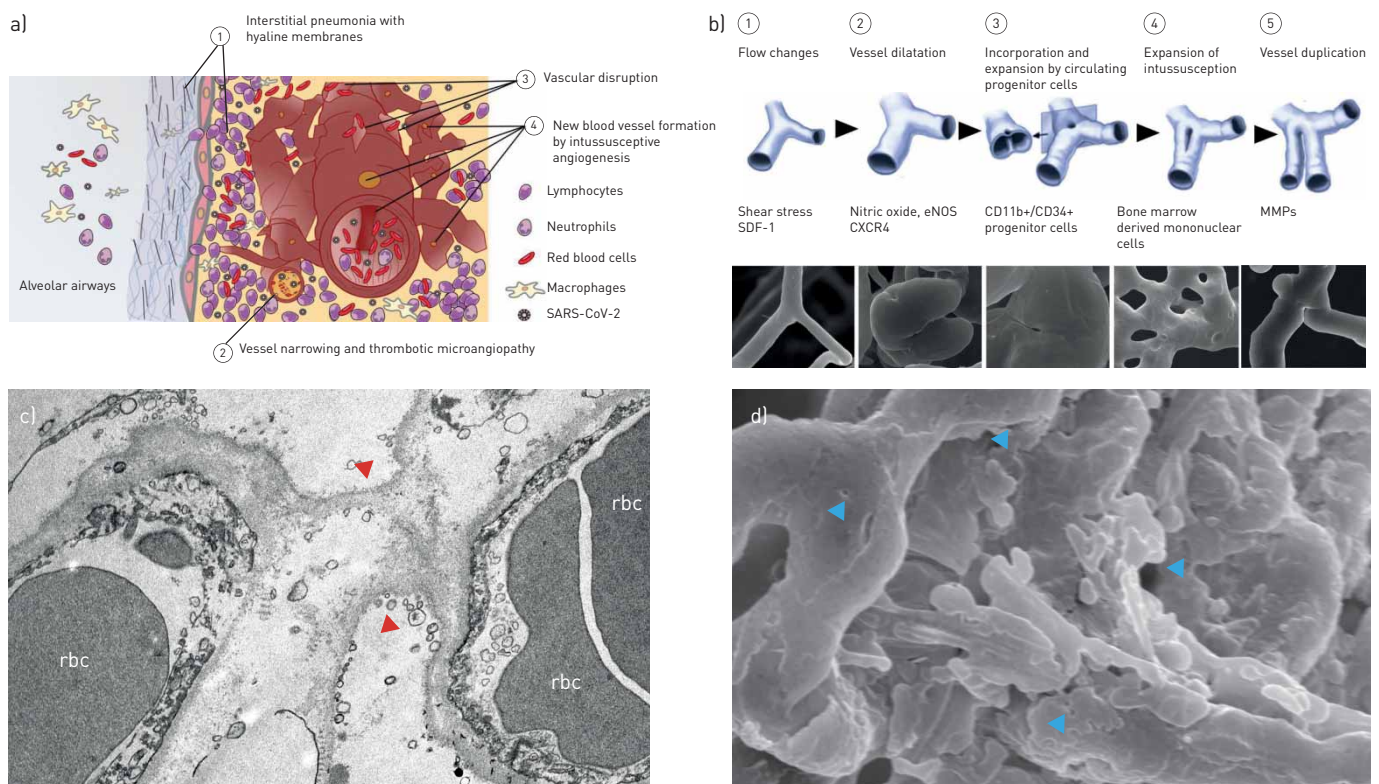 a)
1
Interstitial pneumonia with
hyaline membranes
3
Vascular disruption
4
New blood vessel formation
by intussusceptive
angiogenesis
Lymphocytes
Neutrophils
Red blood cells
Macrophages
SARS-CoV-2
Alveolar airways
2
Vessel narrowing and thrombotic microangiopathy
b)
1
Flow changes
2
Vessel dilatation
3
Incorporation and
expansion by circulating
progenitor cells
4
Expansion of
intussusception
5
Vessel duplication
Shear stress
SDF-1
Nitric oxide, eNOS
CXCR4
CD11b+/CD34+
progenitor cells
Bone marrow
derived mononuclear
cells
MMPs
c)
rbc
rbc
rbc
d)